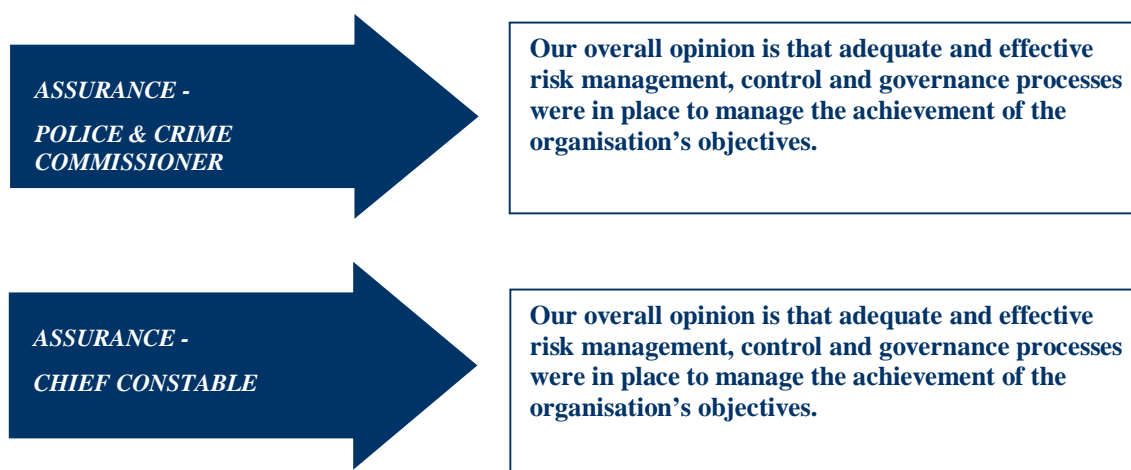 ASSURANCE -
POLICE & CRIME
COMMISSIONER
Our overall opinion is that adequate and effective
risk management, control and governance processes
were in place to manage the achievement of the
organisation’s objectives.
ASSURANCE -
CHIEF CONSTABLE
Our overall opinion is that adequate and effective
risk management, control and governance processes
were in place to manage the achievement of the
organisation’s objectives.